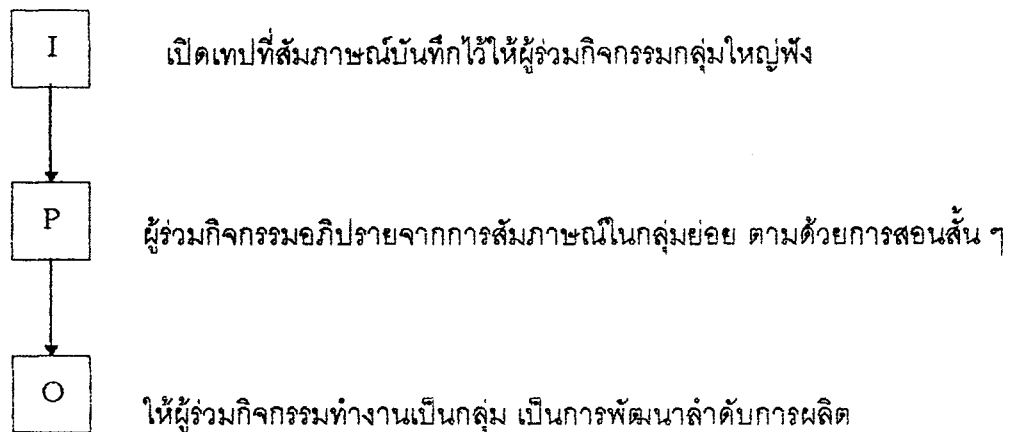 I เปิดเทปที่สัมภาษณ์บันทึกไว้ให้ผู้ร่วมกิจกรรมกลุ่มใหญ่ฟัง
P ผู้ร่วมกิจกรรมอภิปรายจากการสัมภาษณ์ในกลุ่มย่อย ตามด้วยการสอนสั้น ๆ
O ให้ผู้ร่วมกิจกรรมทำงานเป็นกลุ่ม เป็นการพัฒนาลำดับการผลิต